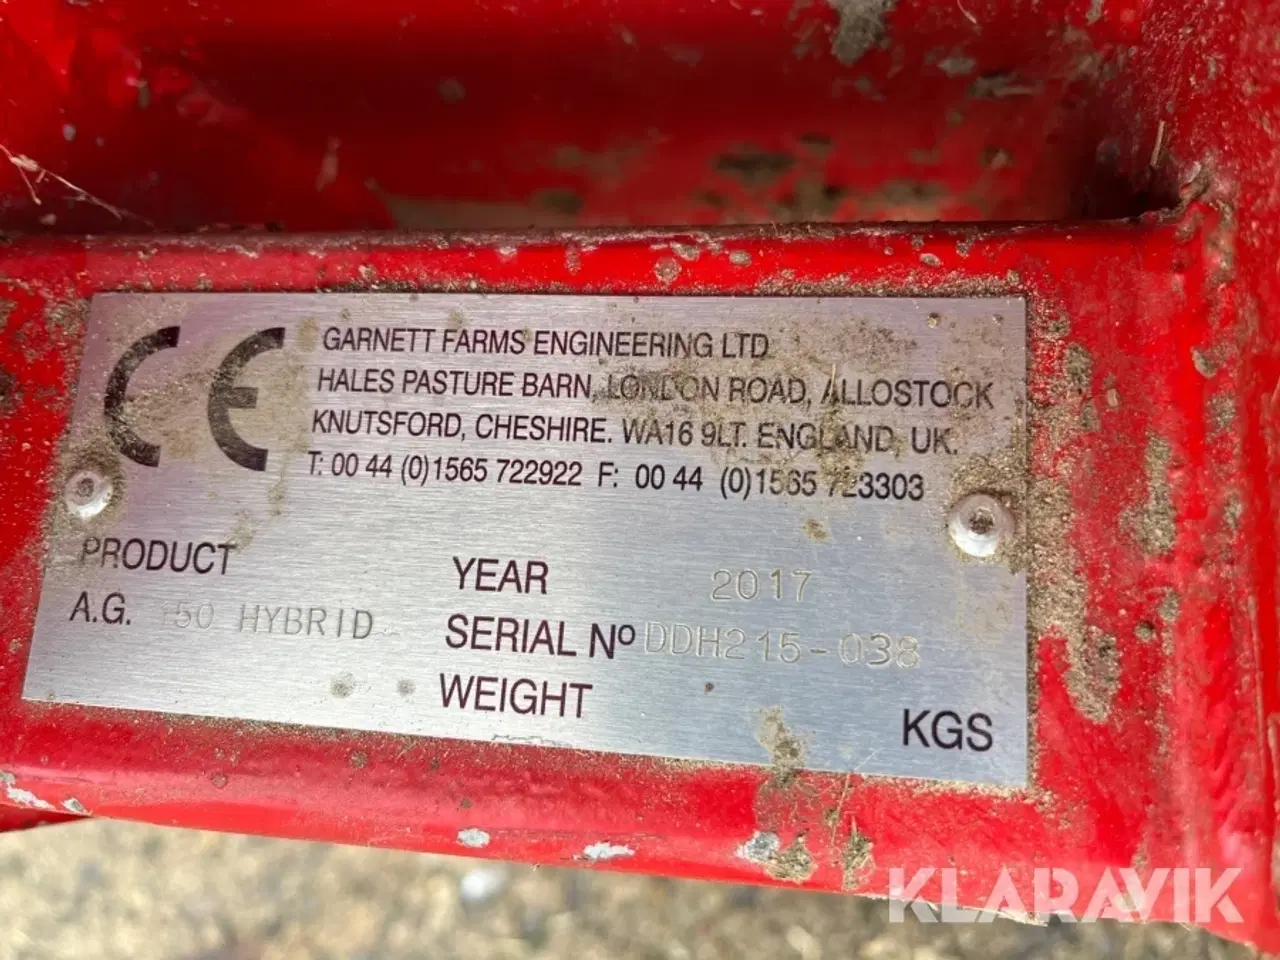 CE
GARNETT FARMS ENGINEERING LTD
HALES PASTURE BARN, LONDON ROAD, ALLOSTOCK
KNUTSFORD, CHESHIRE. WA16 9LT. ENGLAND, UK.
T: 00 44 (0)1565 722922 F: 00 44 (0)1565 723303
PRODUCT
A.G. 150 HYBRID
YEAR 2017
SERIAL Nº DDH215-038
WEIGHT KGS
KLARAVIK